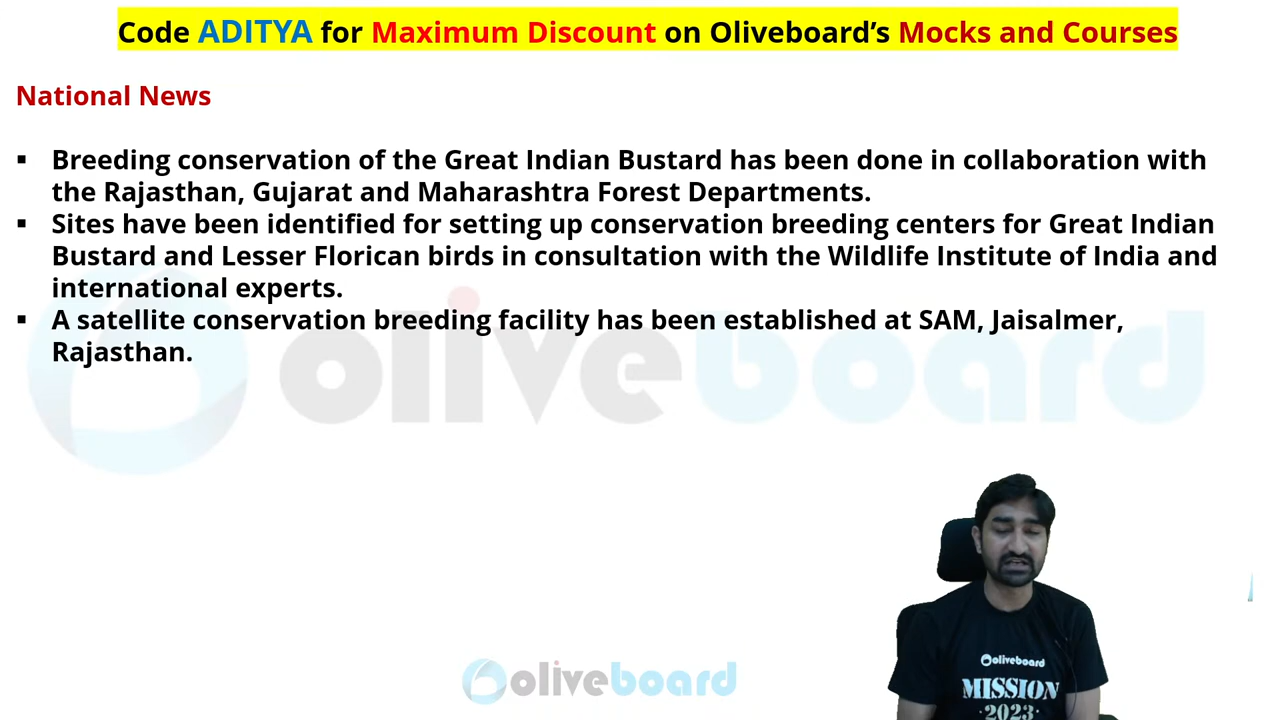 Code ADITYA for Maximum Discount on Oliveboard’s Mocks and Courses
National News
▪ Breeding conservation of the Great Indian Bustard has been done in collaboration with
the Rajasthan, Gujarat and Maharashtra Forest Departments.
▪ Sites have been identified for setting up conservation breeding centers for Great Indian
Bustard and Lesser Florican birds in consultation with the Wildlife Institute of India and
international experts.
▪ A satellite conservation breeding facility has been established at SAM, Jaisalmer,
Rajasthan.
oliveboard
oliveboard
MISSION
·2023·
oliveboard